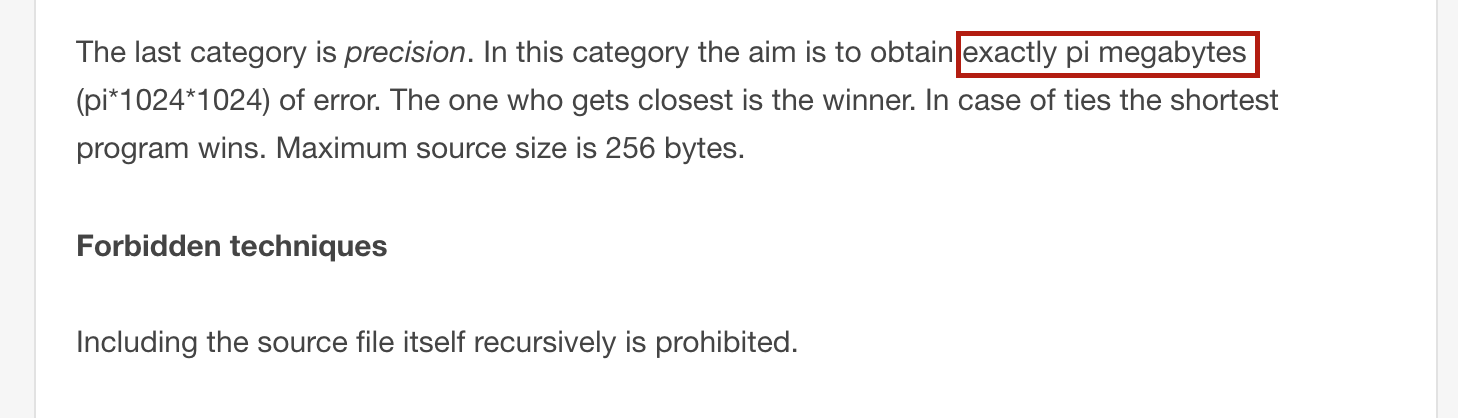 The last category is precision. In this category the aim is to obtain exactly pi megabytes
(pi*1024*1024) of error. The one who gets closest is the winner. In case of ties the shortest
program wins. Maximum source size is 256 bytes.
Forbidden techniques
Including the source file itself recursively is prohibited.